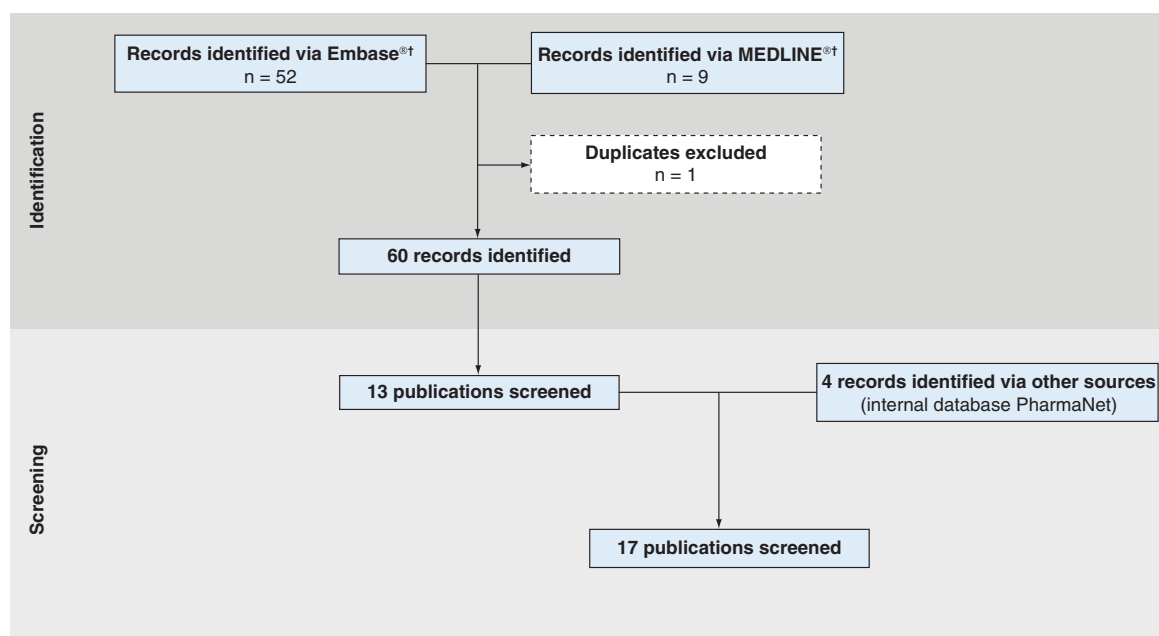 Identification
Records identified via Embase®†
n = 52
Records identified via MEDLINE®†
n = 9
Duplicates excluded
n = 1
60 records identified
Screening
13 publications screened
4 records identified via other sources
(internal database PharmaNet)
17 publications screened